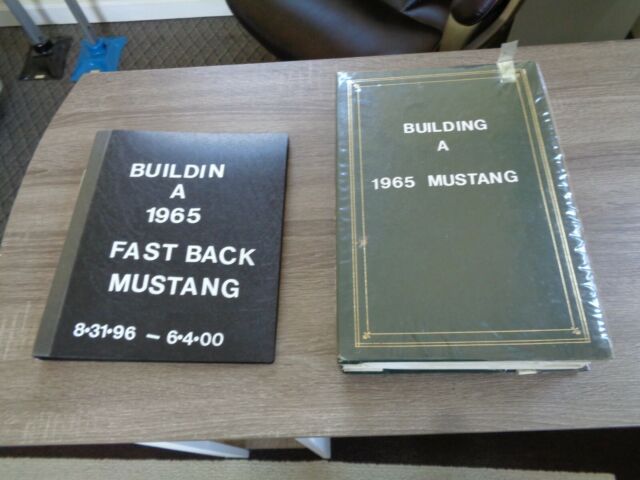 BUILDIN
A
1965
FAST BACK
MUSTANG
8•31•96 - 6•4•00
BUILDING
A
1965 MUSTANG